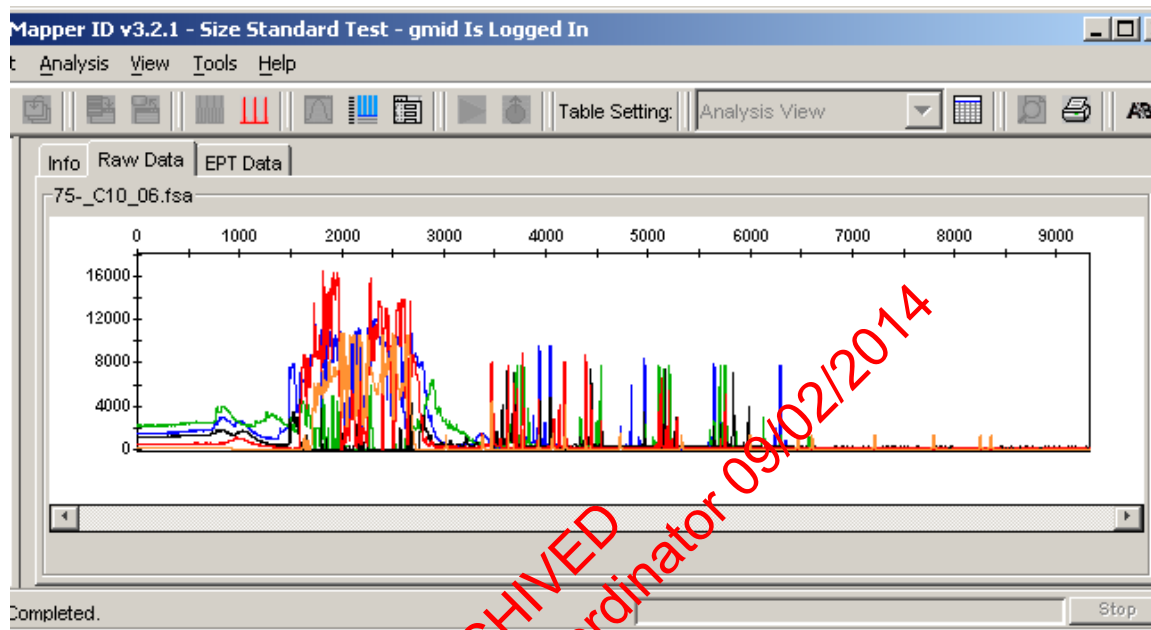 Mapper ID v3.2.1 - Size Standard Test - gmid Is Logged In
Analysis View Tools Help
Table Setting: Analysis View
Info Raw Data EPT Data
75-_C10_06.fsa
0 1000 2000 3000 4000 5000 6000 7000 8000 9000
16000
12000
8000
4000
0
CHIVED
rdinator 09/02/2014
Completed.
Stop